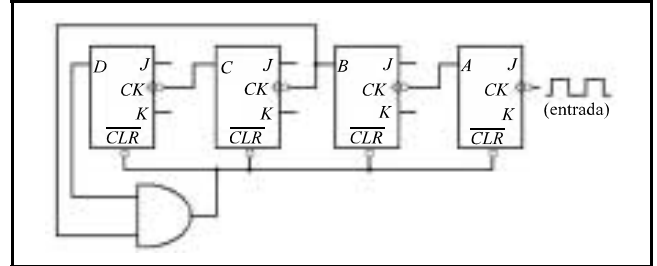 D J C J B J A J
CK CK CK CK
K K K K (entrada)
CLR CLR CLR CLR